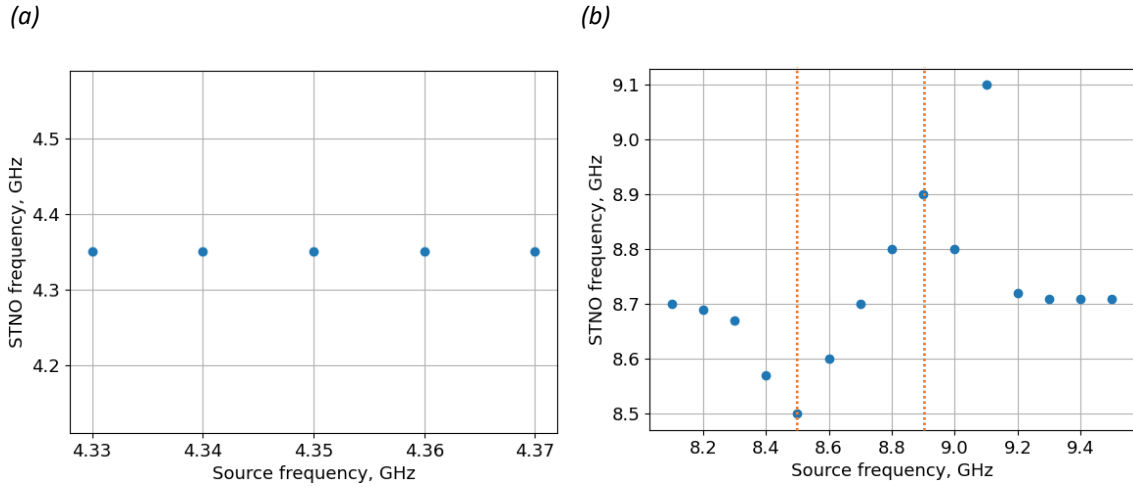 (a)
4.5
4.4
4.3
4.2
STNO frequency, GHz
4.33 4.34 4.35 4.36 4.37
Source frequency, GHz
(b)
9.1
9.0
8.9
8.8
8.7
8.6
8.5
STNO frequency, GHz
8.2 8.4 8.6 8.8 9.0 9.2 9.4
Source frequency, GHz